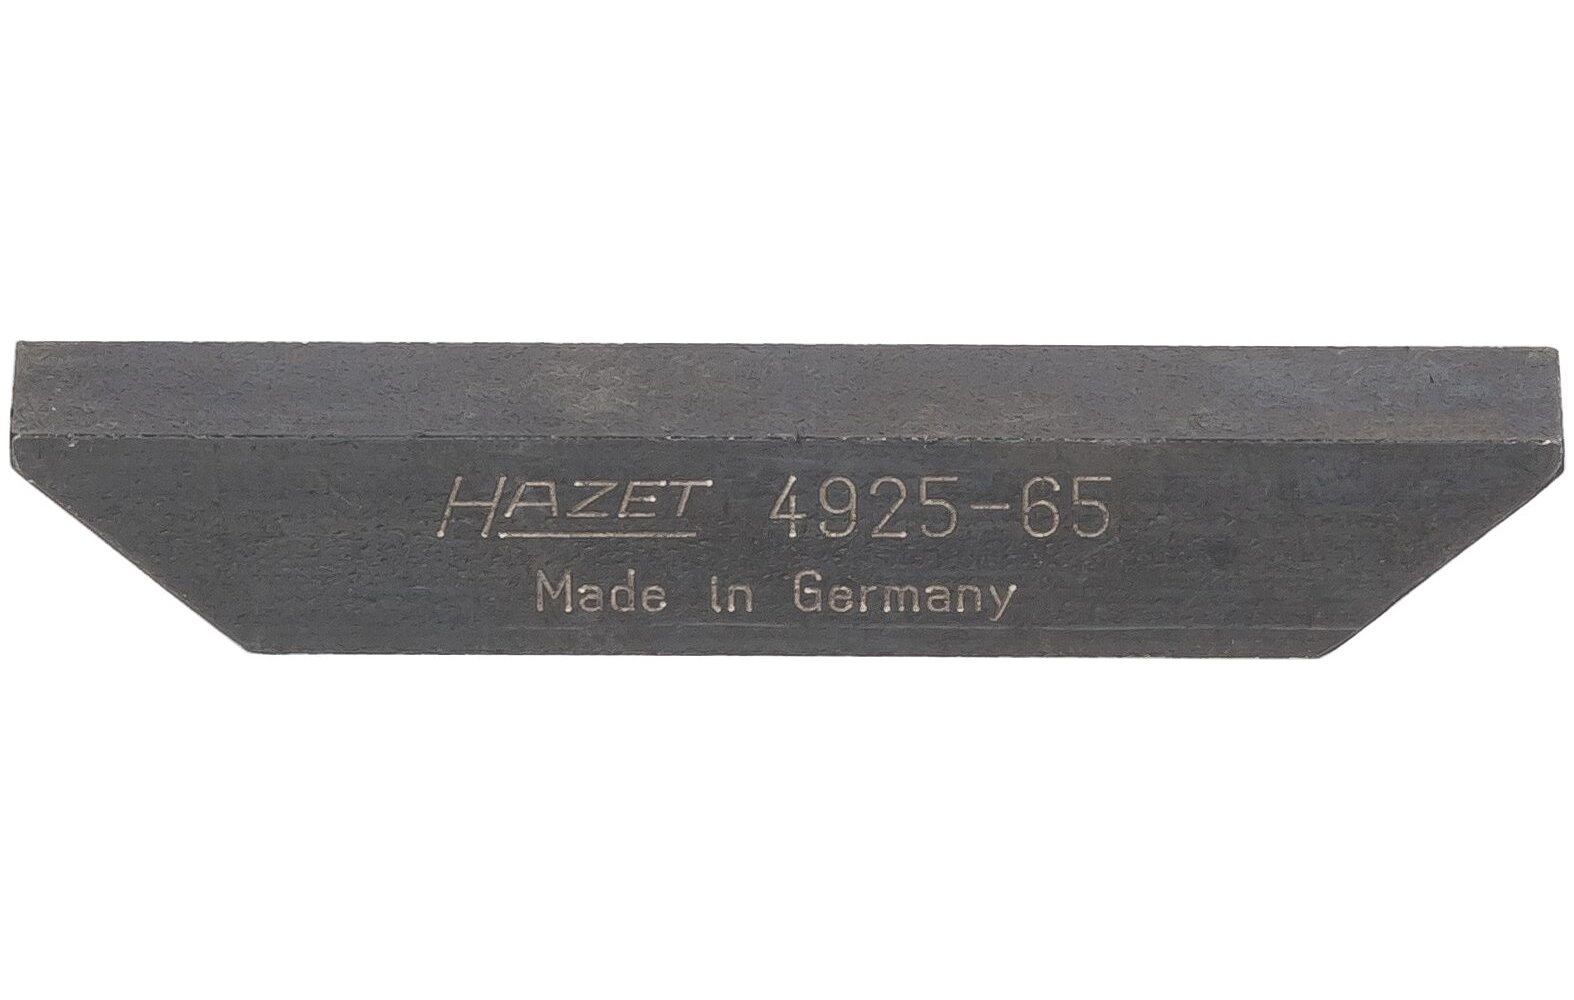 HAZET 4925-65
Made in Germany